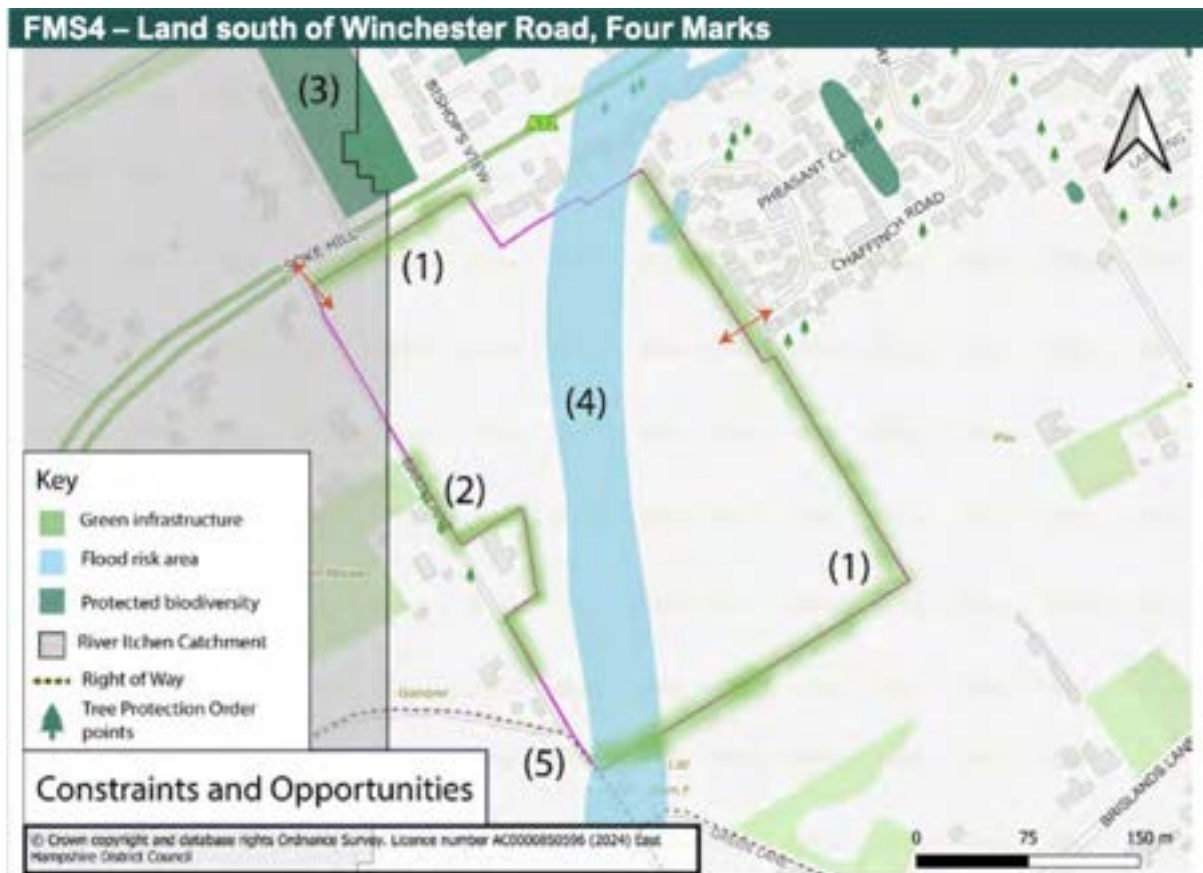 FMS4 – Land south of Winchester Road, Four Marks
(3)
BISHOP'S VIEW
A31
PHEASANT CLOSE
CHAFFINCH ROAD
(1)
(4)
(2)
(1)
(5)
BRISLANDS LANE
Key
Green infrastructure
Flood risk area
Protected biodiversity
River Itchen Catchment
Right of Way
Tree Protection Order
points
Constraints and Opportunities
© Crown copyright and database rights Ordnance Survey. Licence number AC0000850596 (2024) East
Hampshire District Council
0 75 150 m